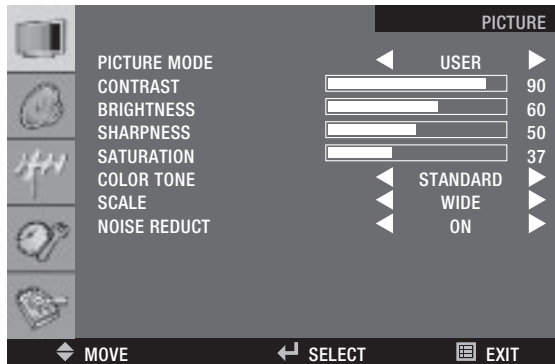 PICTURE
PICTURE MODE USER
CONTRAST 90
BRIGHTNESS 60
SHARPNESS 50
SATURATION 37
COLOR TONE STANDARD
SCALE WIDE
NOISE REDUCT ON
MOVE SELECT EXIT